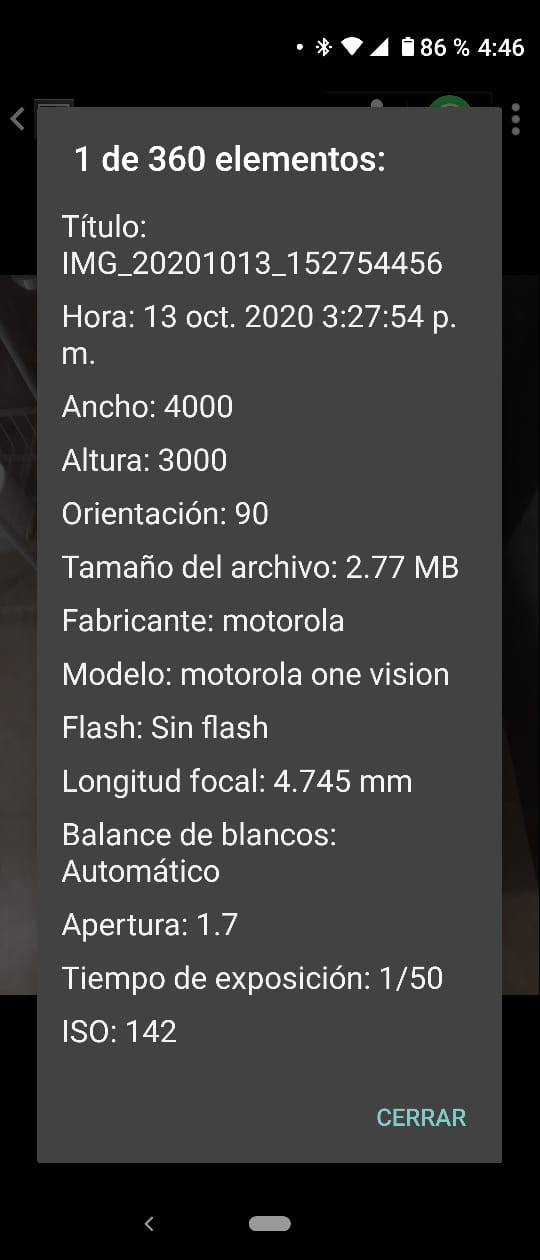 86 % 4:46
1 de 360 elementos:
Título:
IMG_20201013_152754456
Hora: 13 oct. 2020 3:27:54 p.
m.
Ancho: 4000
Altura: 3000
Orientación: 90
Tamaño del archivo: 2.77 MB
Fabricante: motorola
Modelo: motorola one vision
Flash: Sin flash
Longitud focal: 4.745 mm
Balance de blancos:
Automático
Apertura: 1.7
Tiempo de exposición: 1/50
ISO: 142
CERRAR